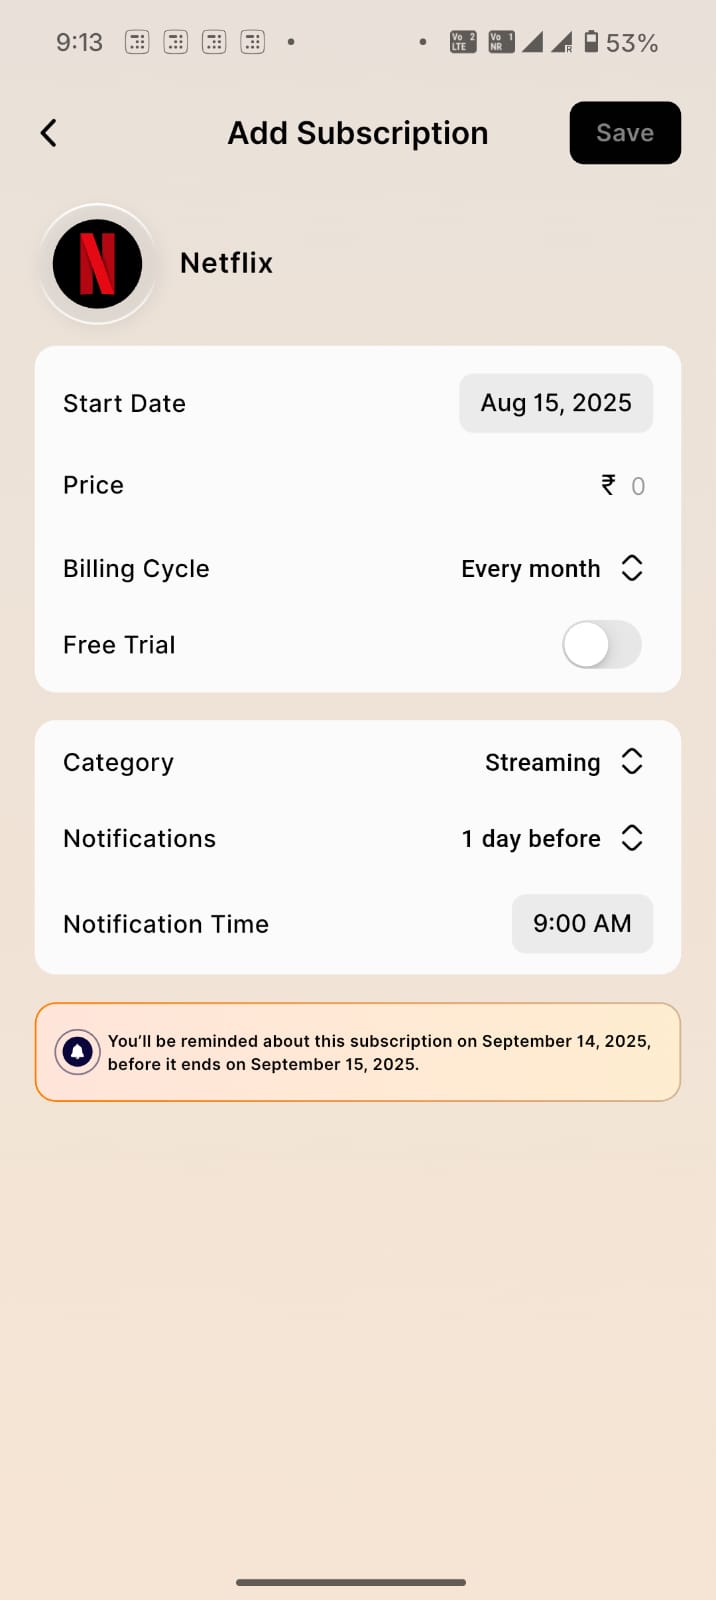 9:13
Vo 2 LTE Vo 1 NR R 53%
Add Subscription
Save
N
Netflix
Start Date Aug 15, 2025
Price ₹ 0
Billing Cycle Every month
Free Trial
Category Streaming
Notifications 1 day before
Notification Time 9:00 AM
You’ll be reminded about this subscription on September 14, 2025,
before it ends on September 15, 2025.